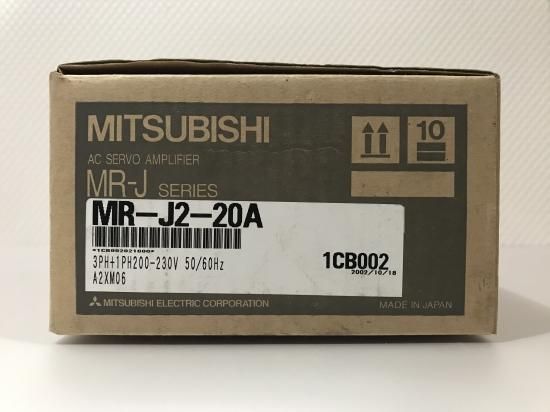 MITSUBISHI
10
AC SERVO AMPLIFIER
MR-J SERIES
MR-J2-20A
*1CB002021000*
3PH+1PH200-230V 50/60Hz
1CB002
2002/10/18
A2XM06
MITSUBISHI ELECTRIC CORPORATION
MADE IN JAPAN